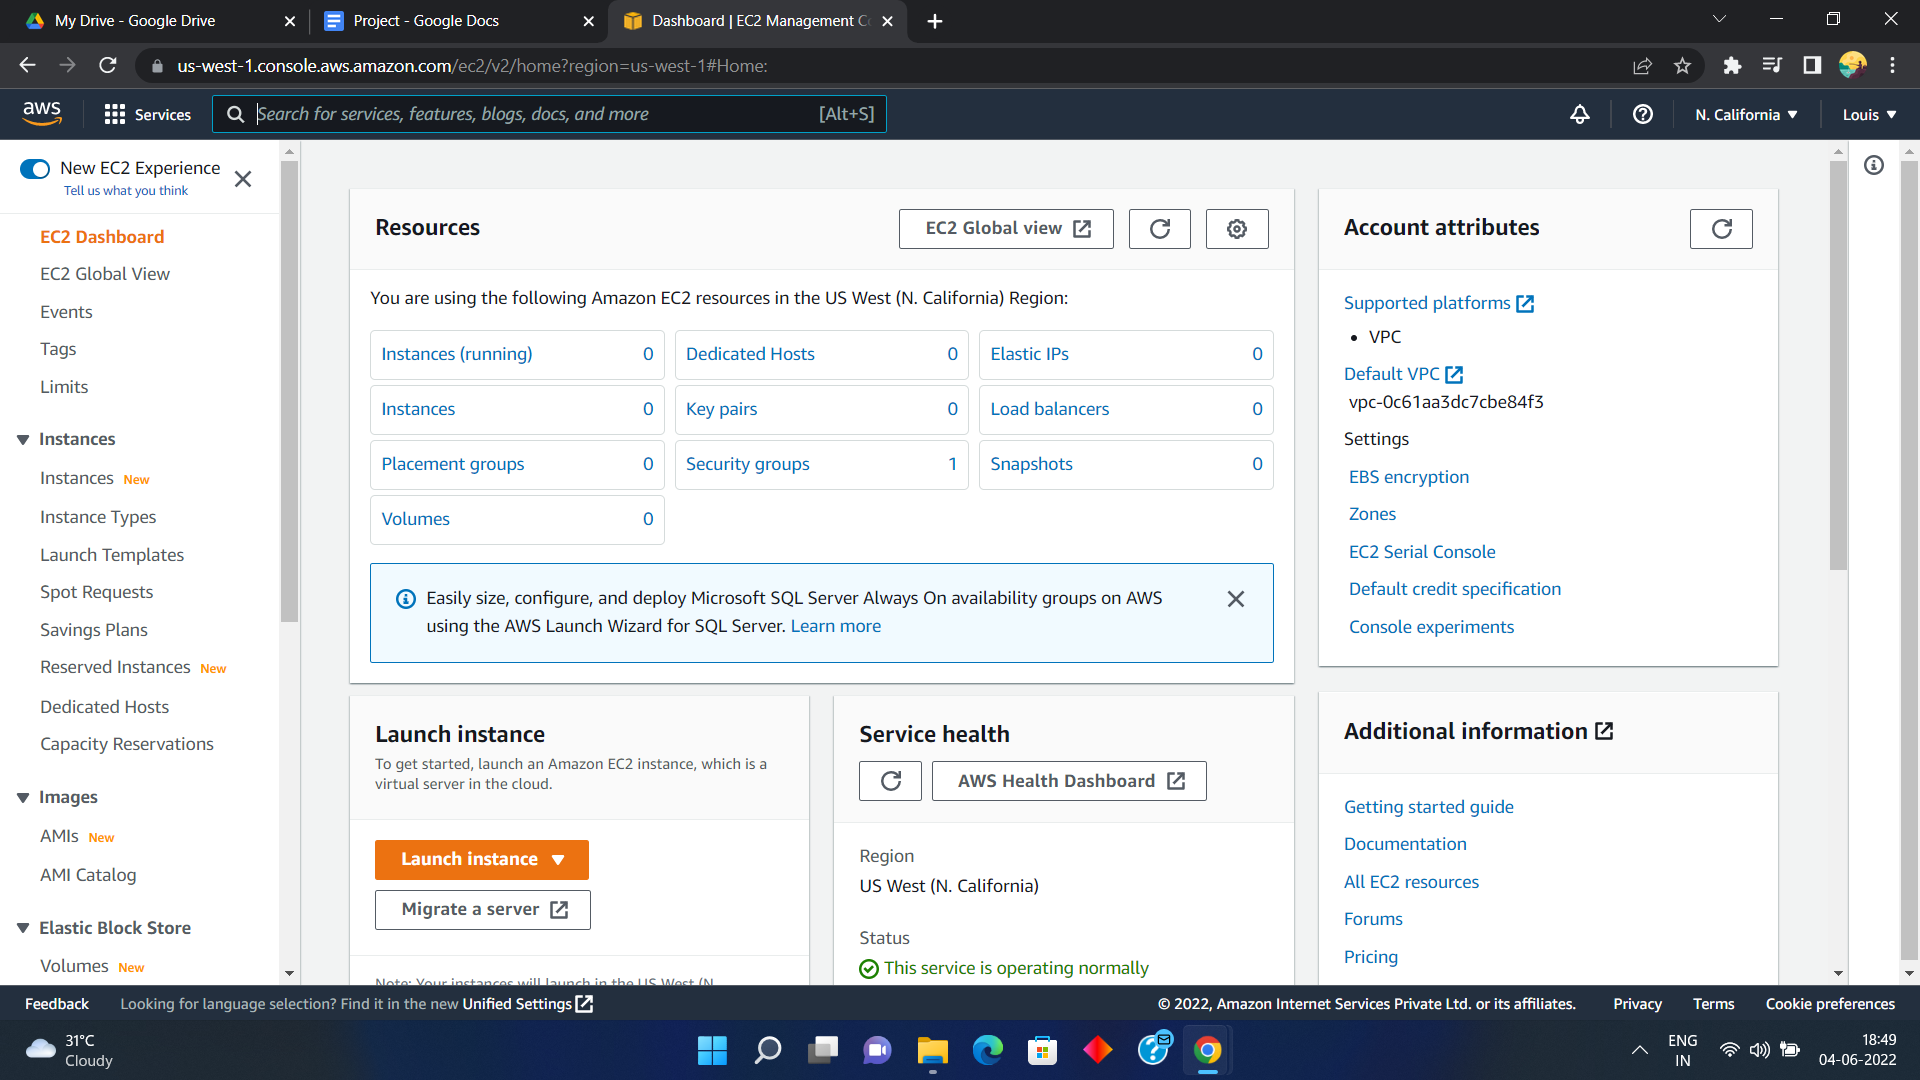 My Drive - Google Drive
Project - Google Docs
Dashboard | EC2 Management Co
us-west-1.console.aws.amazon.com/ec2/v2/home?region=us-west-1#Home:
aws
Services
Search for services, features, blogs, docs, and more
[Alt+S]
N. California
Louis
New EC2 Experience
Tell us what you think
EC2 Dashboard
EC2 Global View
Events
Tags
Limits
Instances
Instances New
Instance Types
Launch Templates
Spot Requests
Savings Plans
Reserved Instances New
Dedicated Hosts
Capacity Reservations
Images
AMIs New
AMI Catalog
Elastic Block Store
Volumes New
Resources
EC2 Global view
You are using the following Amazon EC2 resources in the US West (N. California) Region:
Instances (running) 0
Dedicated Hosts 0
Elastic IPs 0
Instances 0
Key pairs 0
Load balancers 0
Placement groups 0
Security groups 1
Snapshots 0
Volumes 0
Easily size, configure, and deploy Microsoft SQL Server Always On availability groups on AWS
using the AWS Launch Wizard for SQL Server. Learn more
Launch instance
To get started, launch an Amazon EC2 instance, which is a
virtual server in the cloud.
Launch instance
Migrate a server
Note: Your instances will launch in the US West (N.
Service health
AWS Health Dashboard
Region
US West (N. California)
Status
This service is operating normally
Account attributes
Supported platforms
• VPC
Default VPC
vpc-0c61aa3dc7cbe84f3
Settings
EBS encryption
Zones
EC2 Serial Console
Default credit specification
Console experiments
Additional information
Getting started guide
Documentation
All EC2 resources
Forums
Pricing
Feedback
Looking for language selection? Find it in the new Unified Settings
© 2022, Amazon Internet Services Private Ltd. or its affiliates.
Privacy
Terms
Cookie preferences
31°C
Cloudy
ENG
IN
18:49
04-06-2022